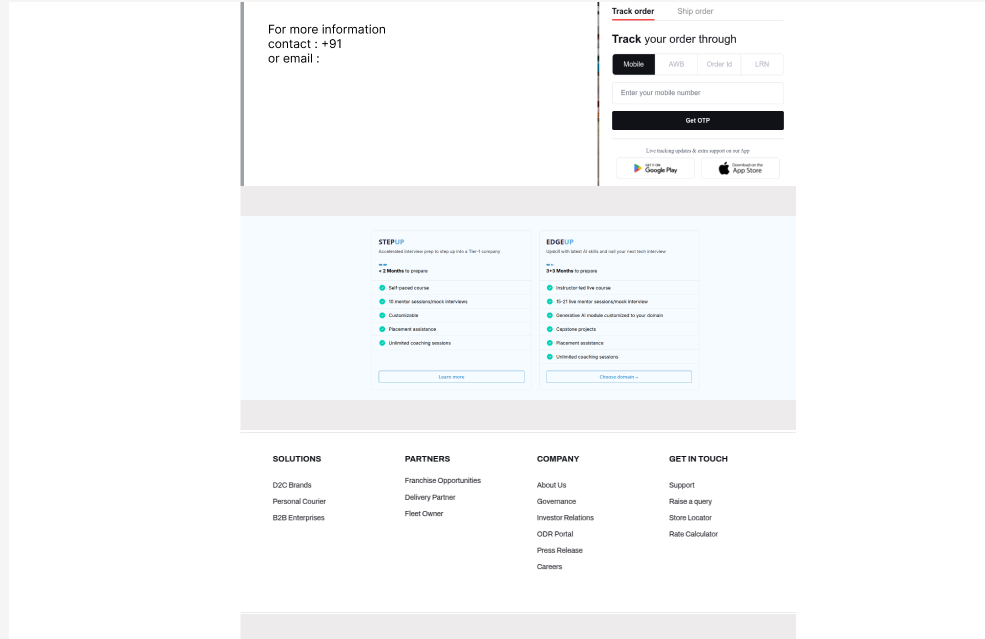 For more information
contact : +91
or email :
Track order
Ship order
Track your order through
Mobile
AWB
Order Id
LRN
Enter your mobile number
Get OTP
Live tracking updates & extra support on our App
GET IT ON
Google Play
Download on the
App Store
STEPUP
Accelerated interview prep to step up into a Tier-1 company
< 2 Months to prepare
Self-paced course
10 mentor sessions/mock interviews
Customizable
Placement assistance
Unlimited coaching sessions
Learn more
EDGEUP
Upskill with latest AI skills and nail your next tech interview
3+3 Months to prepare
Instructor-led live course
15-21 live mentor sessions/mock interview
Generative AI module customized to your domain
Capstone projects
Placement assistance
Unlimited coaching sessions
Choose domain
SOLUTIONS
D2C Brands
Personal Courier
B2B Enterprises
PARTNERS
Franchise Opportunities
Delivery Partner
Fleet Owner
COMPANY
About Us
Governance
Investor Relations
ODR Portal
Press Release
Careers
GET IN TOUCH
Support
Raise a query
Store Locator
Rate Calculator